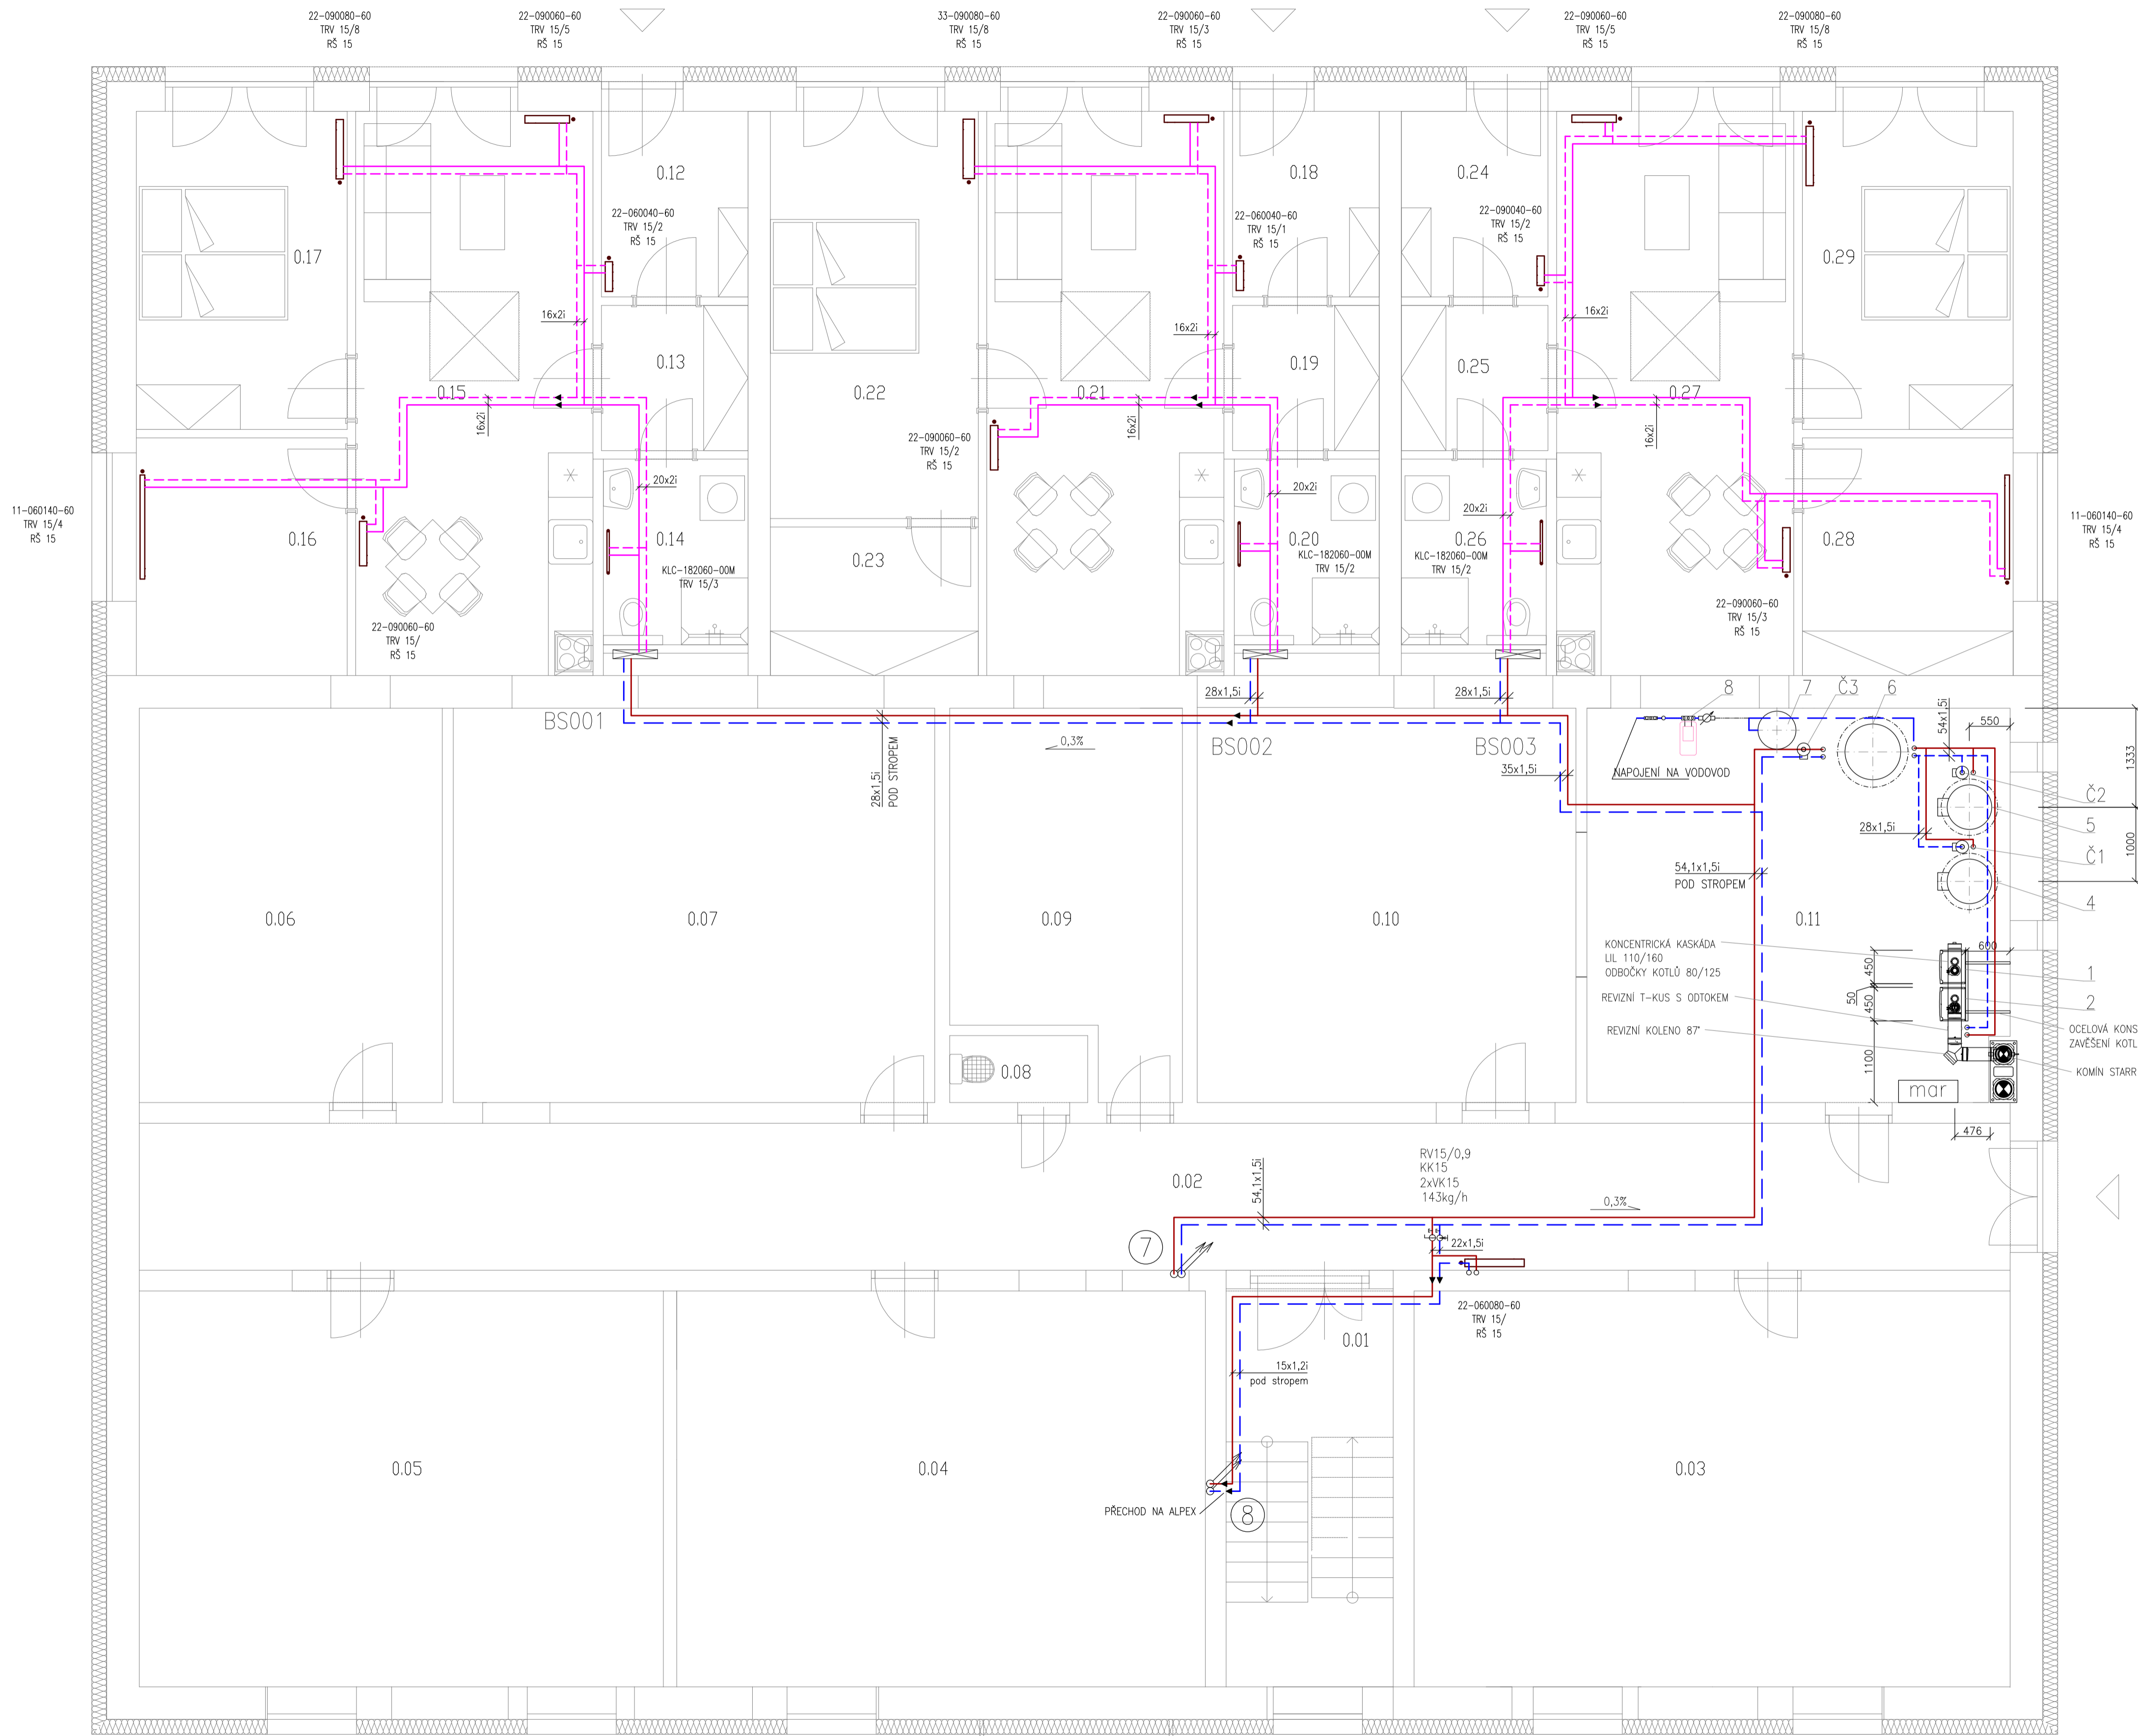 22-090080-60
TRV 15/8
RŠ 15
22-090060-60
TRV 15/5
RŠ 15
33-090080-60
TRV 15/8
RŠ 15
22-090060-60
TRV 15/3
RŠ 15
22-090060-60
TRV 15/5
RŠ 15
22-090080-60
TRV 15/8
RŠ 15
0.12
0.18
0.24
22-060040-60
TRV 15/2
RŠ 15
22-060040-60
TRV 15/1
RŠ 15
22-090040-60
TRV 15/2
RŠ 15
0.17
0.29
16x2i
16x2i
16x2i
0.13
0.19
0.25
0.15
0.22
0.21
0.27
16x2i
16x2i
16x2i
22-090060-60
TRV 15/2
RŠ 15
20x2i
20x2i
20x2i
11-060140-60
TRV 15/4
RŠ 15
11-060140-60
TRV 15/4
RŠ 15
0.16
0.14
0.23
0.20
0.26
0.28
KLC-182060-00M
TRV 15/3
KLC-182060-00M
TRV 15/2
KLC-182060-00M
TRV 15/2
22-090060-60
TRV 15/
RŠ 15
22-090060-60
TRV 15/3
RŠ 15
28x1,5i
28x1,5i
8
7
Č3
6
BS001
BS002
BS003
0,3%
28x1,5i
POD STROPEM
35x1,5i
NAPOJENÍ NA VODOVOD
54x1,5i
550
1333
Č2
5
28x1,5i
Č1
1000
54,1x1,5i
POD STROPEM
4
0.06
0.07
0.09
0.10
0.11
KONCENTRICKÁ KASKÁDA
LIL 110/160
ODBOČKY KOTLŮ 80/125
600
450
1
50
450
2
REVIZNÍ T-KUS S ODTOKEM
REVIZNÍ KOLENO 87°
OCELOVÁ KONS
ZAVĚŠENÍ KOTL
1100
KOMÍN STARR
0.08
mar
476
RV15/0,9
KK15
2xVK15
143kg/h
0.02
54,1x1,5i
0,3%
7
22x1,5i
22-060080-60
TRV 15/
RŠ 15
0.01
15x1,2i
pod stropem
0.05
0.04
0.03
PŘECHOD NA ALPEX
8